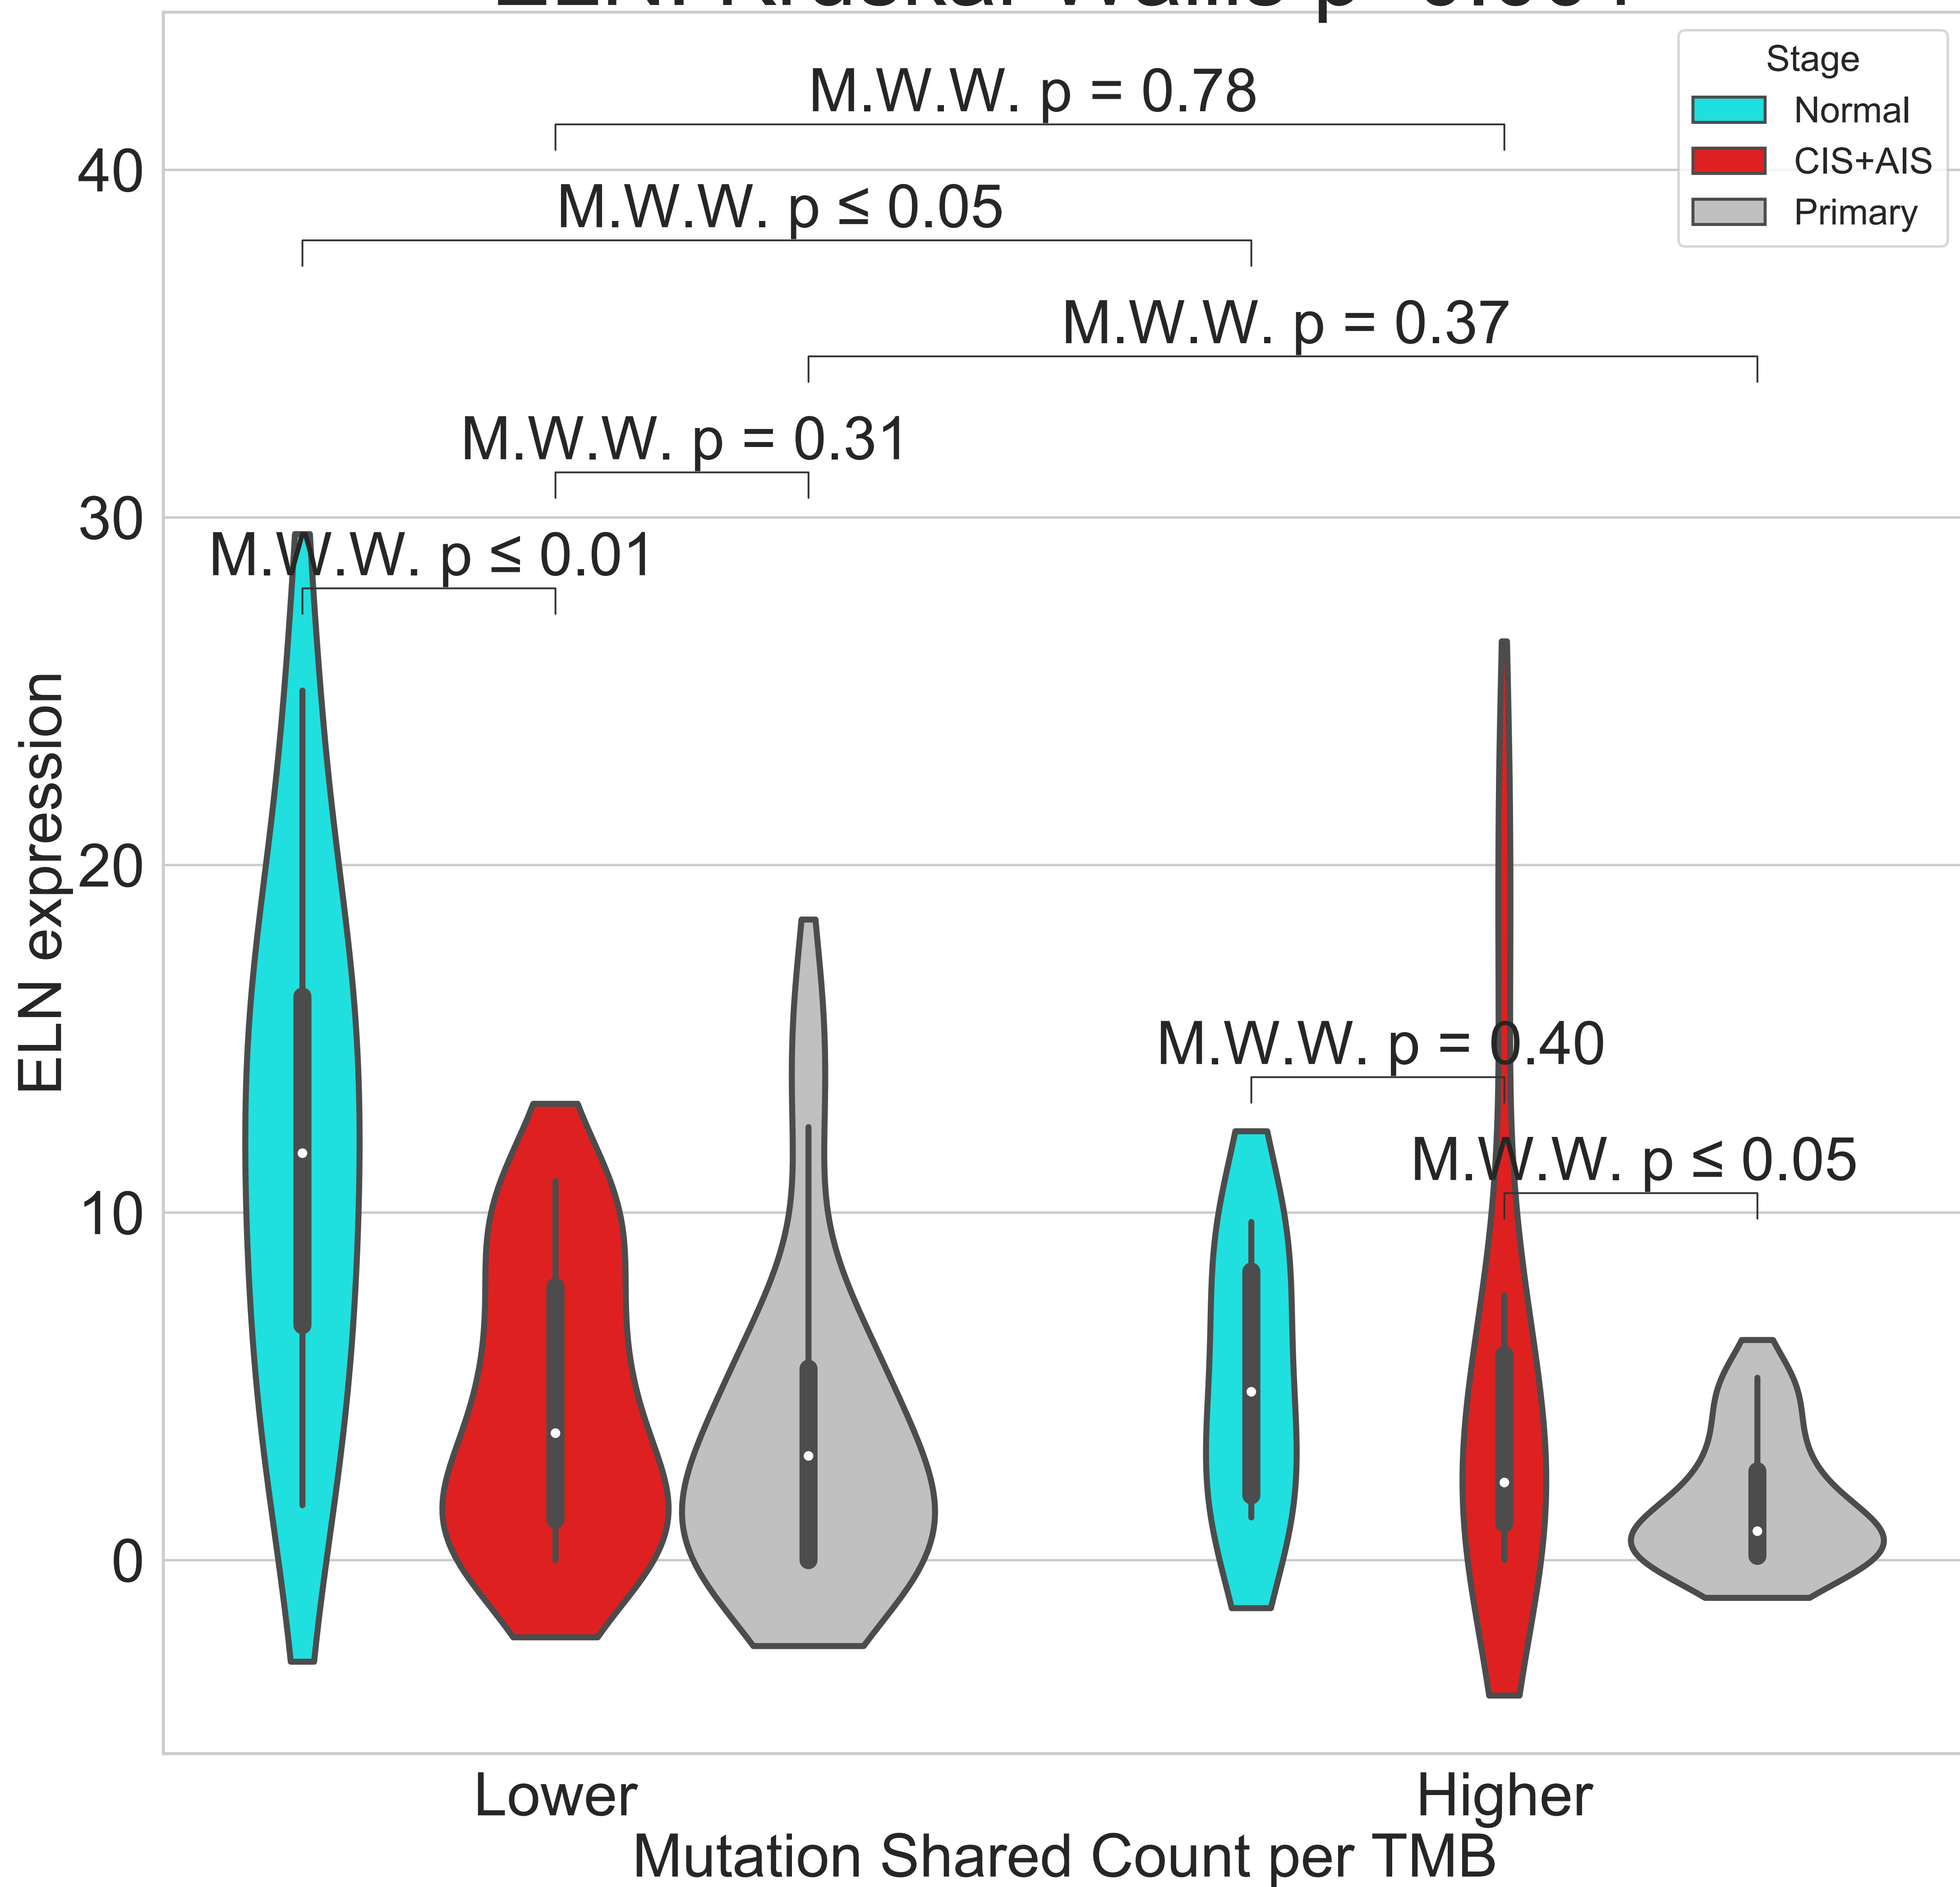 M.W.W. p = 0.78
Stage
Normal
CIS+AIS
Primary
40
M.W.W. p ≤ 0.05
M.W.W. p = 0.37
M.W.W. p = 0.31
30
M.W.W. p ≤ 0.01
ELN expression
20
M.W.W. p = 0.40
M.W.W. p ≤ 0.05
10
0
Lower
Higher
Mutation Shared Count per TMB